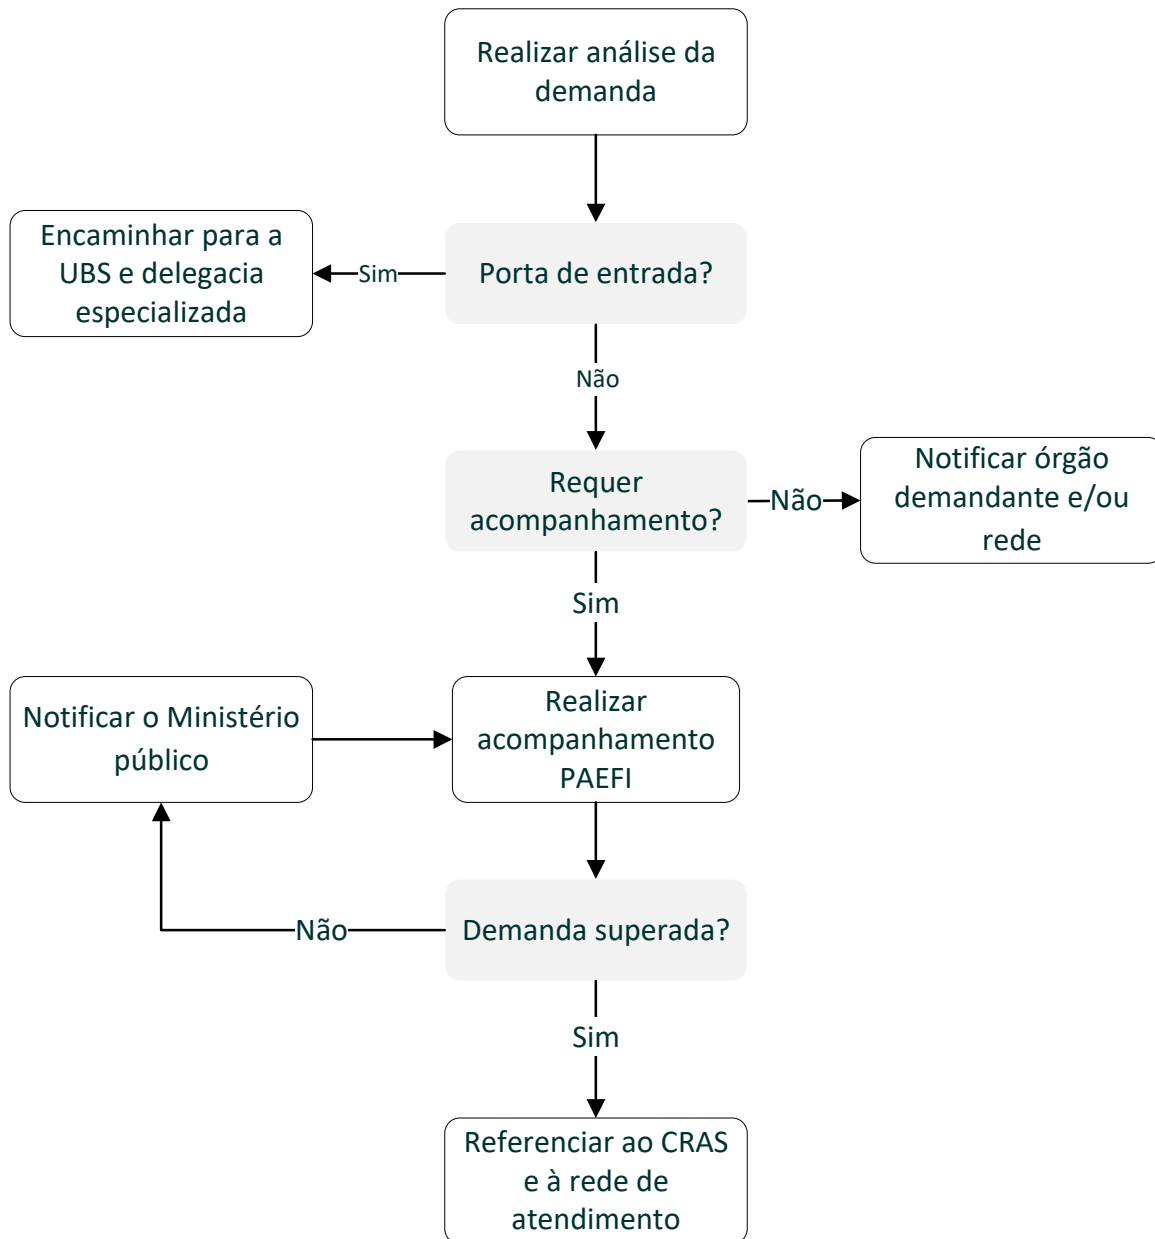 Realizar análise da
demanda
Encaminhar para a
UBS e delegacia
especializada
Sim
Porta de entrada?
Não
Requer
acompanhamento?
Não
Notificar órgão
demandante e/ou
rede
Sim
Notificar o Ministério
público
Realizar
acompanhamento
PAEFI
Não
Demanda superada?
Sim
Referenciar ao CRAS
e à rede de
atendimento